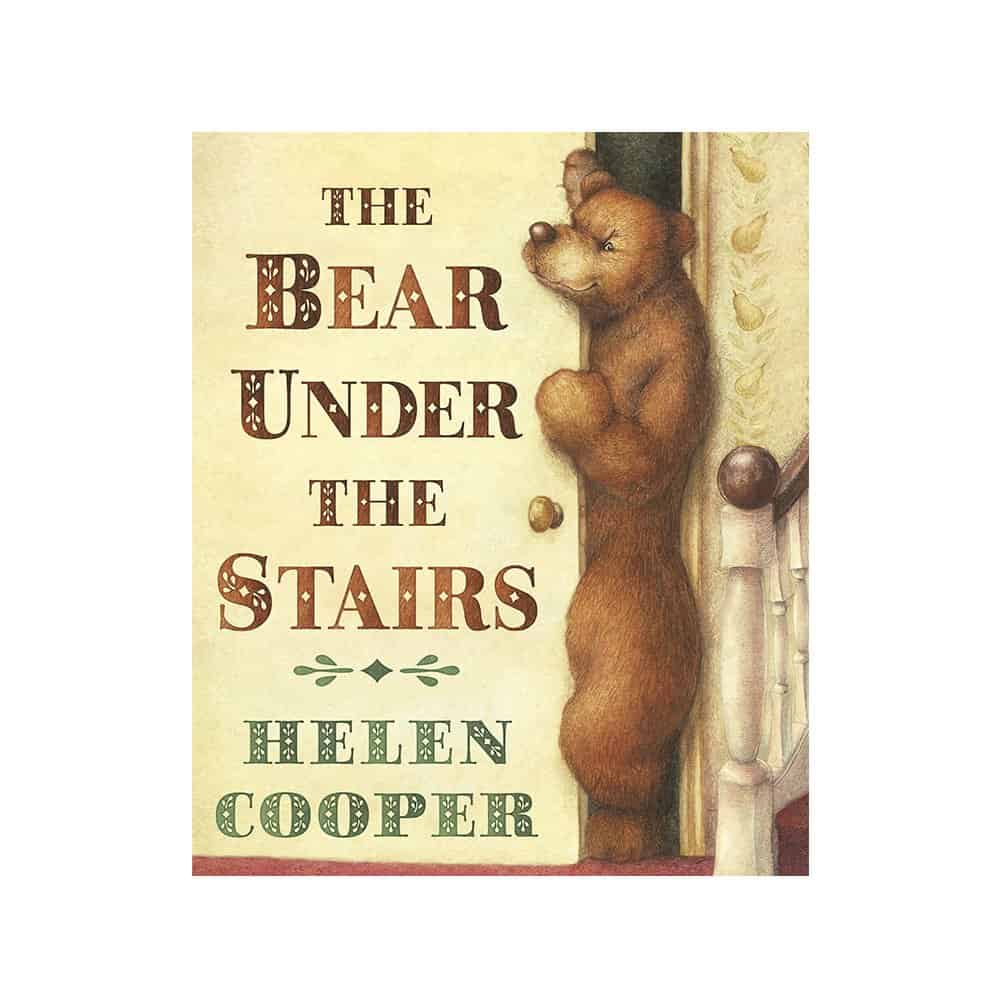 THE
BEAR
UNDER
THE
STAIRS
HELEN
COOPER